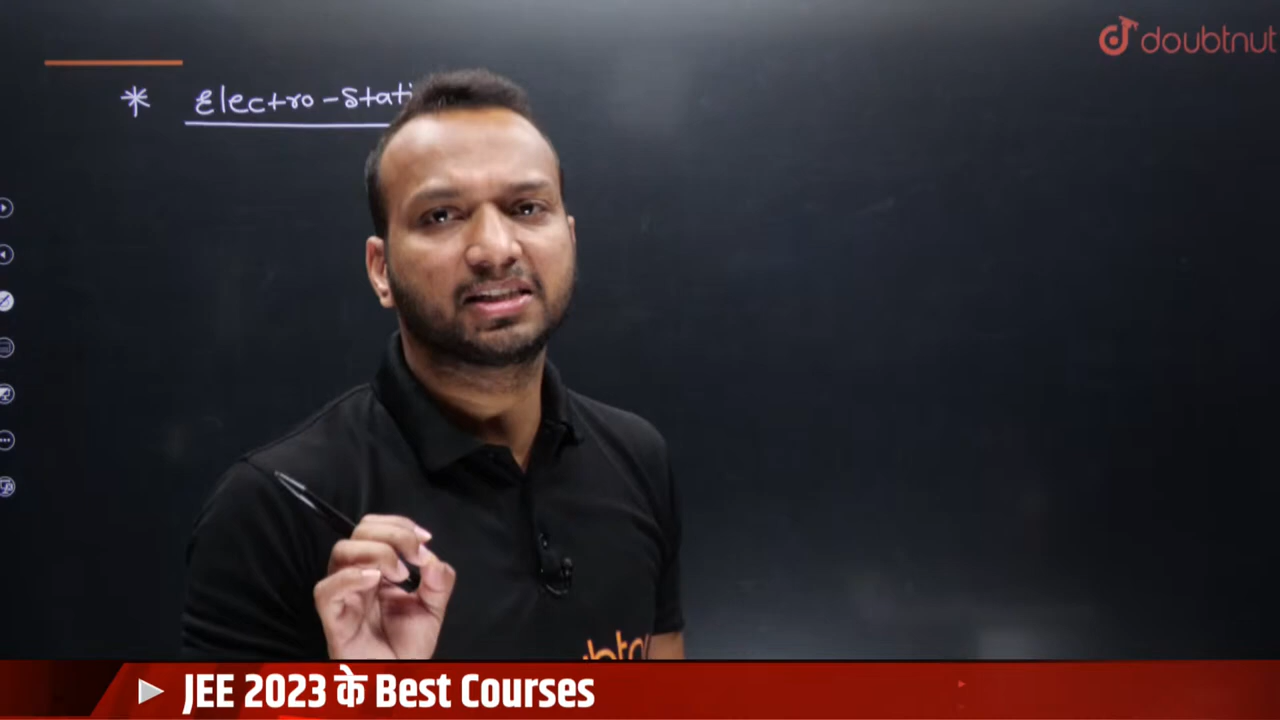 doubtnut
* Electro-Stati
JEE 2023 के Best Courses